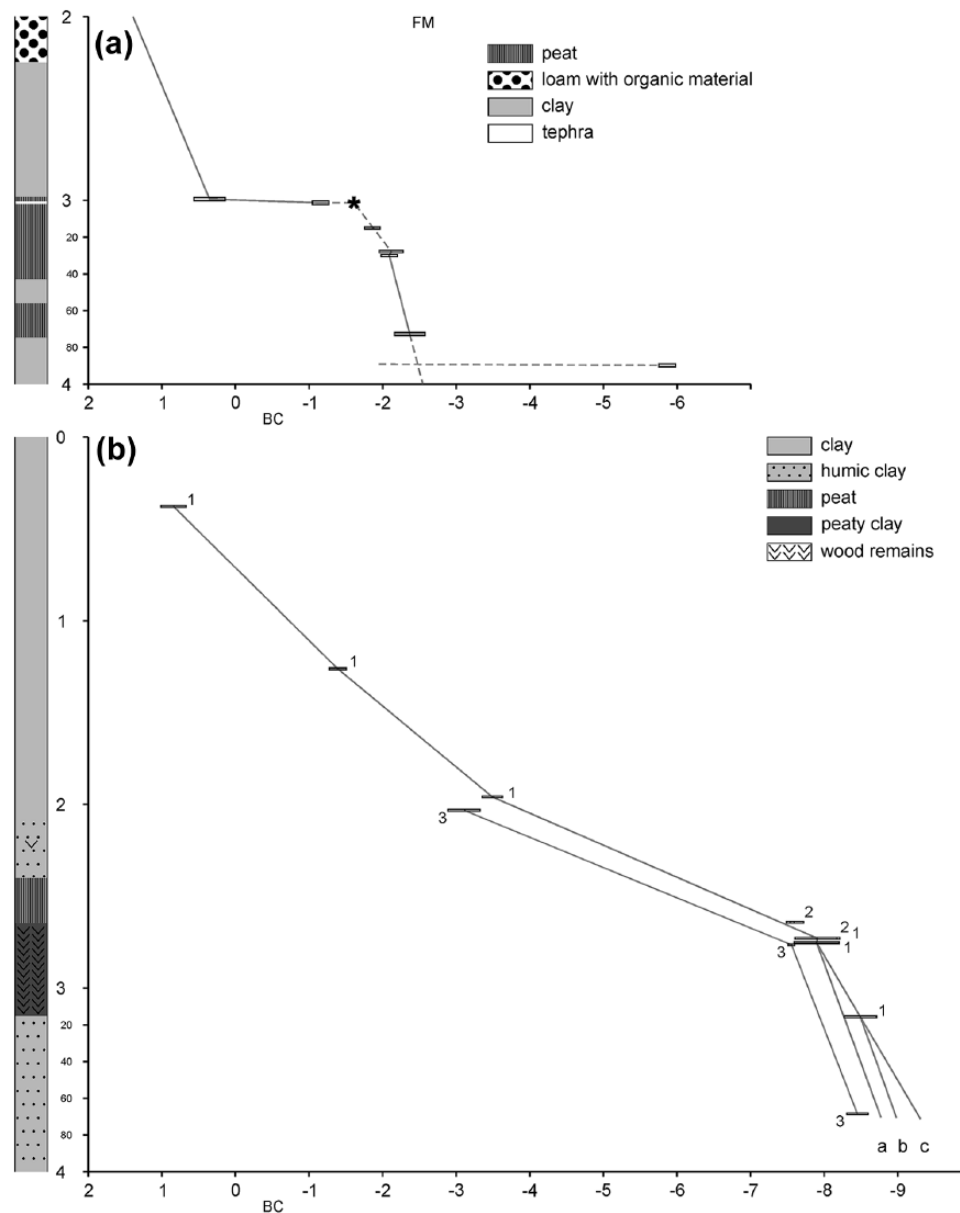 (a)
FM
peat
loam with organic material
clay
tephra
2
3
20
40
60
80
4
*
2 1 0 -1 -2 -3 -4 -5 -6
BC
(b)
clay
humic clay
peat
peaty clay
wood remains
0
1
2
3
20
40
60
80
4
1
1
1
3
2
2 1
3 1
1
3
a b c
2 1 0 -1 -2 -3 -4 -5 -6 -7 -8 -9
BC